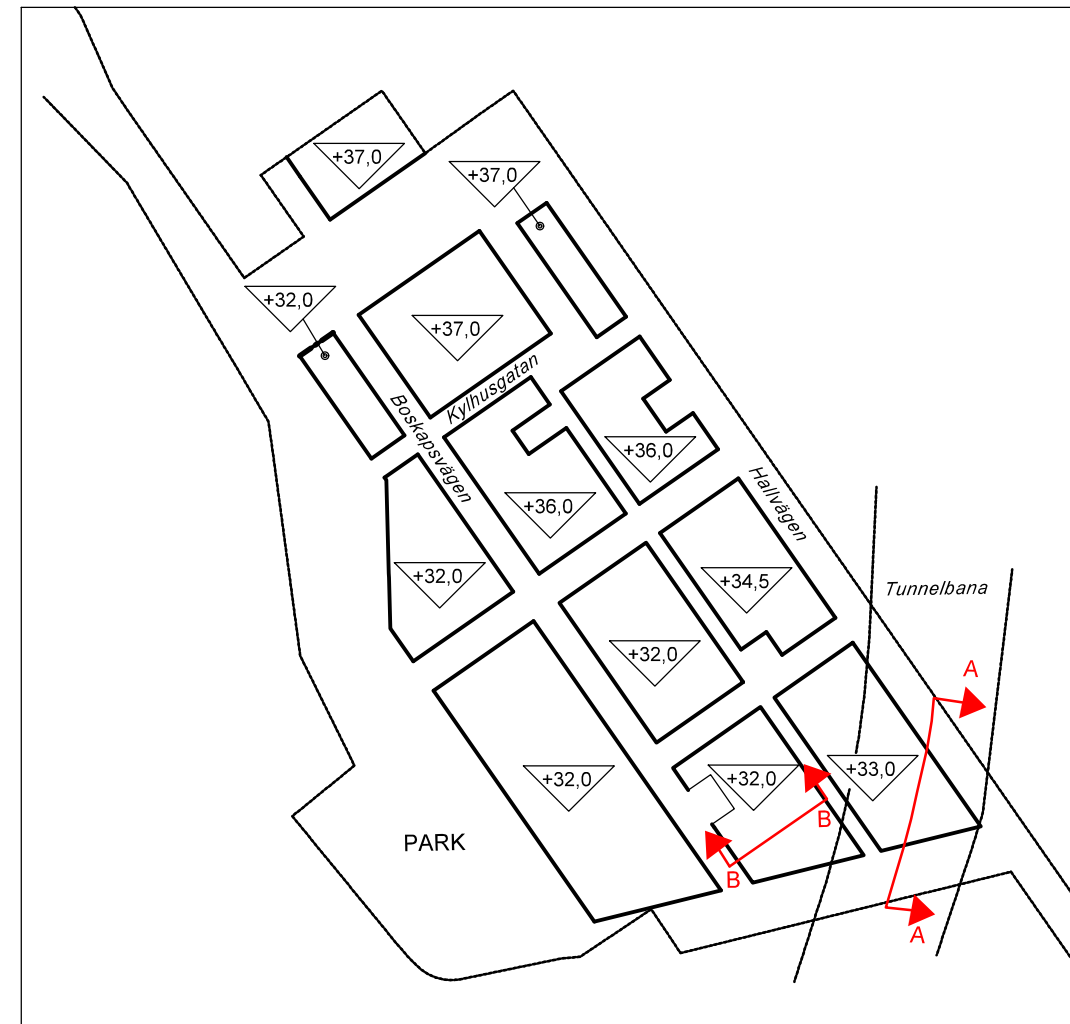 +37,0
+37,0
+32,0
+37,0
Kylhusgatan
Boskapsvägen
+36,0
+36,0
Hallvägen
+32,0
+34,5
Tunnelbana
+32,0
A
+32,0
+32,0
+33,0
B
PARK
B
A